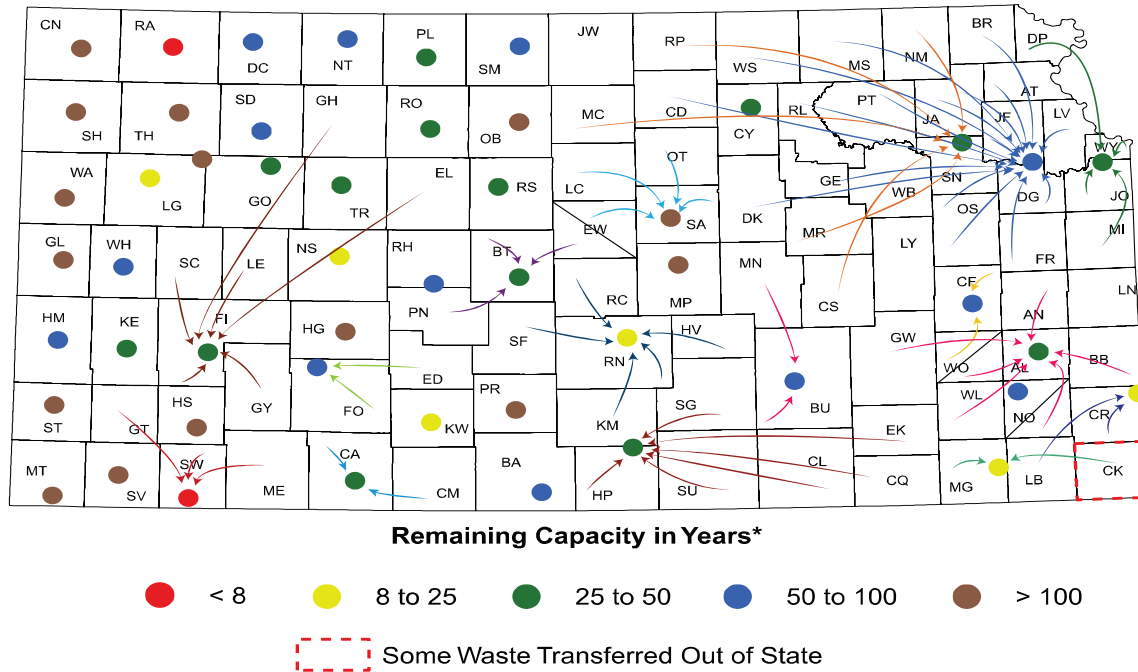 CN RA DC NT PL SM JW RP WS MS NM BR DP
SH TH SD GH RO OB MC CD CY RL PT JA JF AT LV
WA LG GO TR EL RS LC OT GE WB SN WY
GL WH SC LE NS RH BT EW SA DK MR LY OS DG JO
HM KE FI HG PN SF RC MP MN CS CF FR MI
ST GT HS GY FO ED KW PR RN HV GW WO AN LN
MT SV SW ME CA CM BA KM SG BU EK WL AL NO BB
HP SU CL CQ MG LB CR CK
Remaining Capacity in Years*
< 8 8 to 25 25 to 50 50 to 100 > 100
Some Waste Transferred Out of State